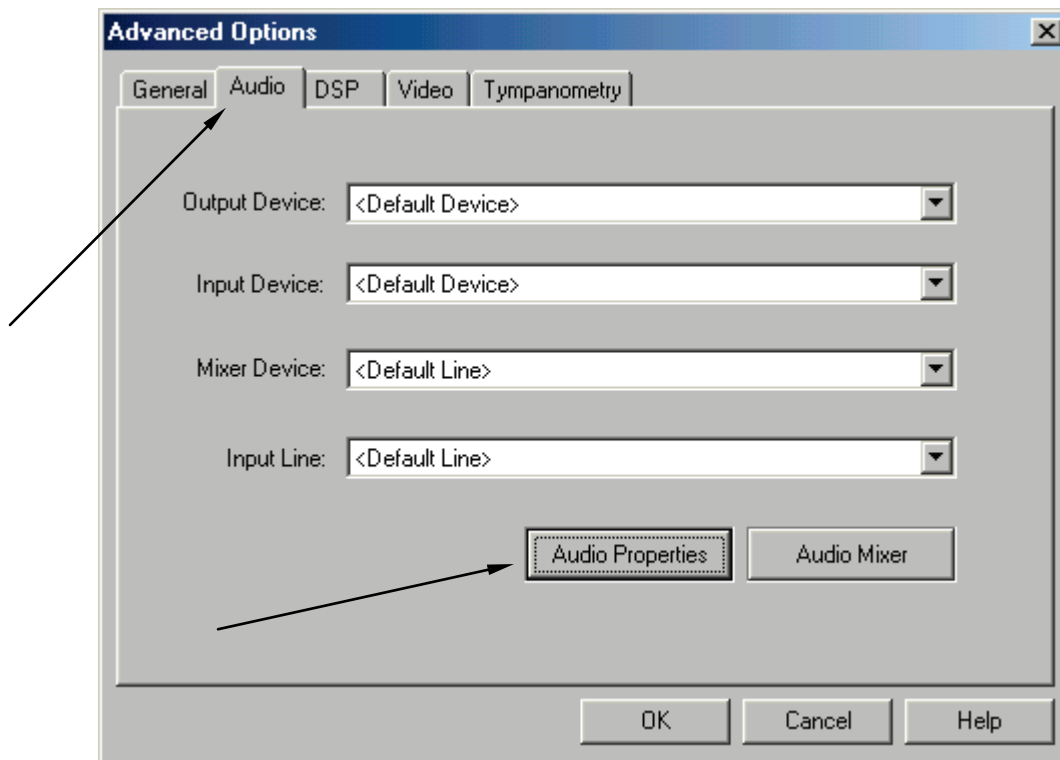 Advanced Options
General Audio DSP Video Tympanometry
Output Device: <Default Device>
Input Device: <Default Device>
Mixer Device: <Default Line>
Input Line: <Default Line>
Audio Properties Audio Mixer
OK Cancel Help